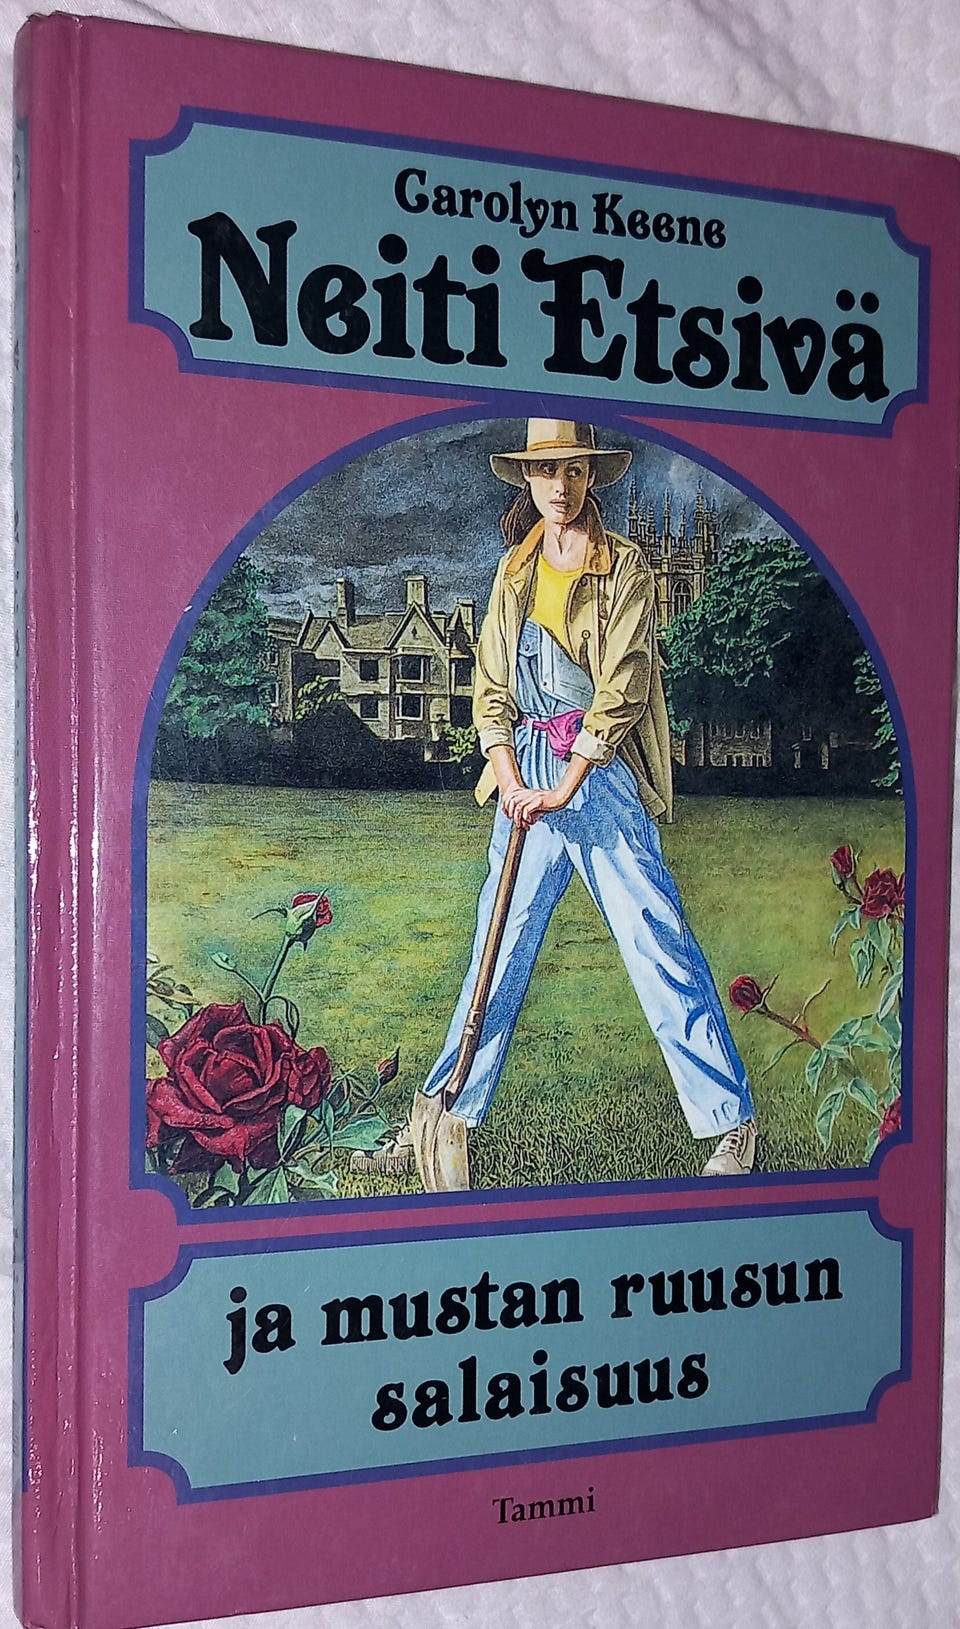 Carolyn Keene
Neiti Etsivä
ja mustan ruusun
salaisuus
Tammi